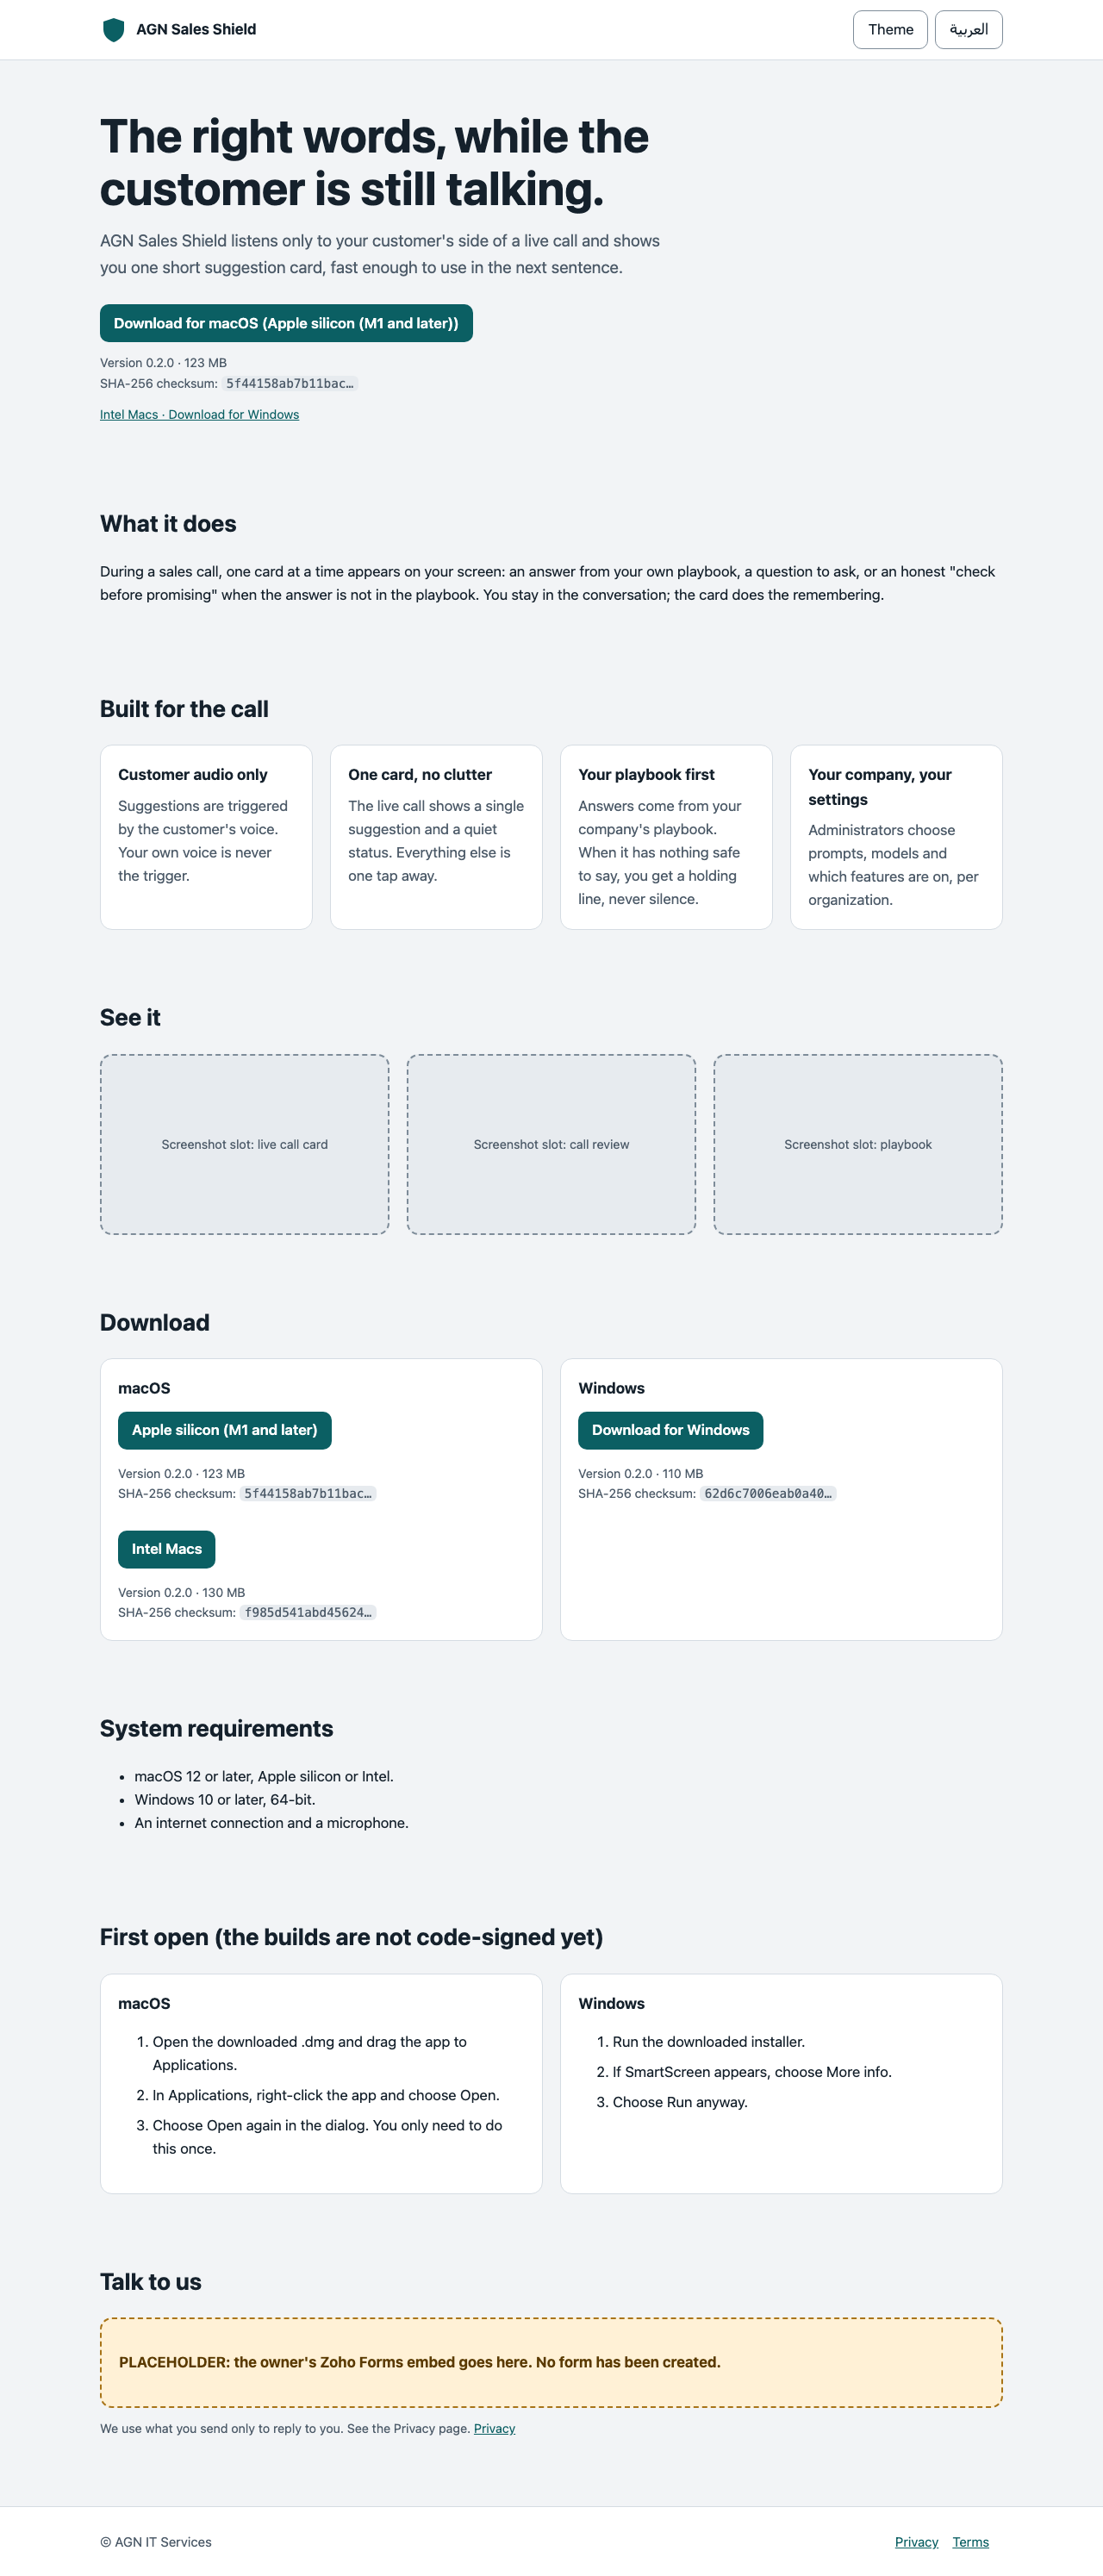 AGN Sales Shield
Theme
العربية
The right words, while the
customer is still talking.
AGN Sales Shield listens only to your customer's side of a live call and shows
you one short suggestion card, fast enough to use in the next sentence.
Download for macOS (Apple silicon (M1 and later))
Version 0.2.0 · 123 MB
SHA-256 checksum: 5f44158ab7b11bac…
Intel Macs · Download for Windows
What it does
During a sales call, one card at a time appears on your screen: an answer from your own playbook, a question to ask, or an honest "check
before promising" when the answer is not in the playbook. You stay in the conversation; the card does the remembering.
Built for the call
Customer audio only
Suggestions are triggered
by the customer's voice.
Your own voice is never
the trigger.
One card, no clutter
The live call shows a single
suggestion and a quiet
status. Everything else is
one tap away.
Your playbook first
Answers come from your
company's playbook.
When it has nothing safe
to say, you get a holding
line, never silence.
Your company, your
settings
Administrators choose
prompts, models and
which features are on, per
organization.
See it
Screenshot slot: live call card
Screenshot slot: call review
Screenshot slot: playbook
Download
macOS
Apple silicon (M1 and later)
Version 0.2.0 · 123 MB
SHA-256 checksum: 5f44158ab7b11bac…
Intel Macs
Version 0.2.0 · 130 MB
SHA-256 checksum: f985d541abd45624…
Windows
Download for Windows
Version 0.2.0 · 110 MB
SHA-256 checksum: 62d6c7006eab0a40…
System requirements
• macOS 12 or later, Apple silicon or Intel.
• Windows 10 or later, 64-bit.
• An internet connection and a microphone.
First open (the builds are not code-signed yet)
macOS
1. Open the downloaded .dmg and drag the app to
Applications.
2. In Applications, right-click the app and choose Open.
3. Choose Open again in the dialog. You only need to do
this once.
Windows
1. Run the downloaded installer.
2. If SmartScreen appears, choose More info.
3. Choose Run anyway.
Talk to us
PLACEHOLDER: the owner's Zoho Forms embed goes here. No form has been created.
We use what you send only to reply to you. See the Privacy page. Privacy
© AGN IT Services
Privacy
Terms